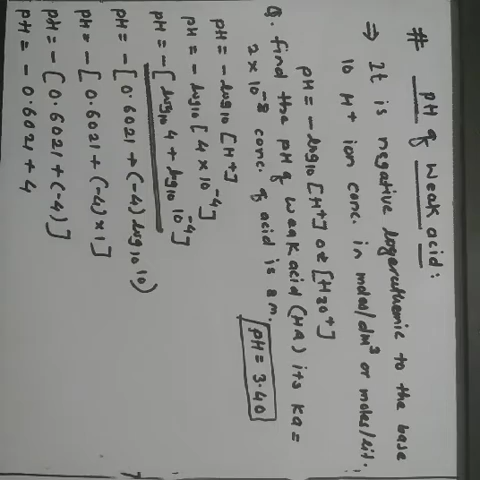 # pH of weak acid:
⇒ It is negative logeruthemic to the base
10 H⁺ ion conc. in moles/dm³ or moles/lit.
pH = -log₁₀[H⁺] or [H₃O⁺]
Q. find the pH of weak acid (HA) its Ka =
2 × 10⁻⁸ conc. of acid is 2 m.
pH = -log₁₀[H⁺]
pH = -log₁₀[4 × 10⁻⁴]
pH = -[log₁₀ 4 + log₁₀ 10⁻⁴]
pH = -[0.6021 + (-4) log₁₀ 10)
pH = -[0.6021 + (-4) × 1]
pH = -[0.6021 + (-4)]
pH = - 0.6021 + 4
pH = 3.40